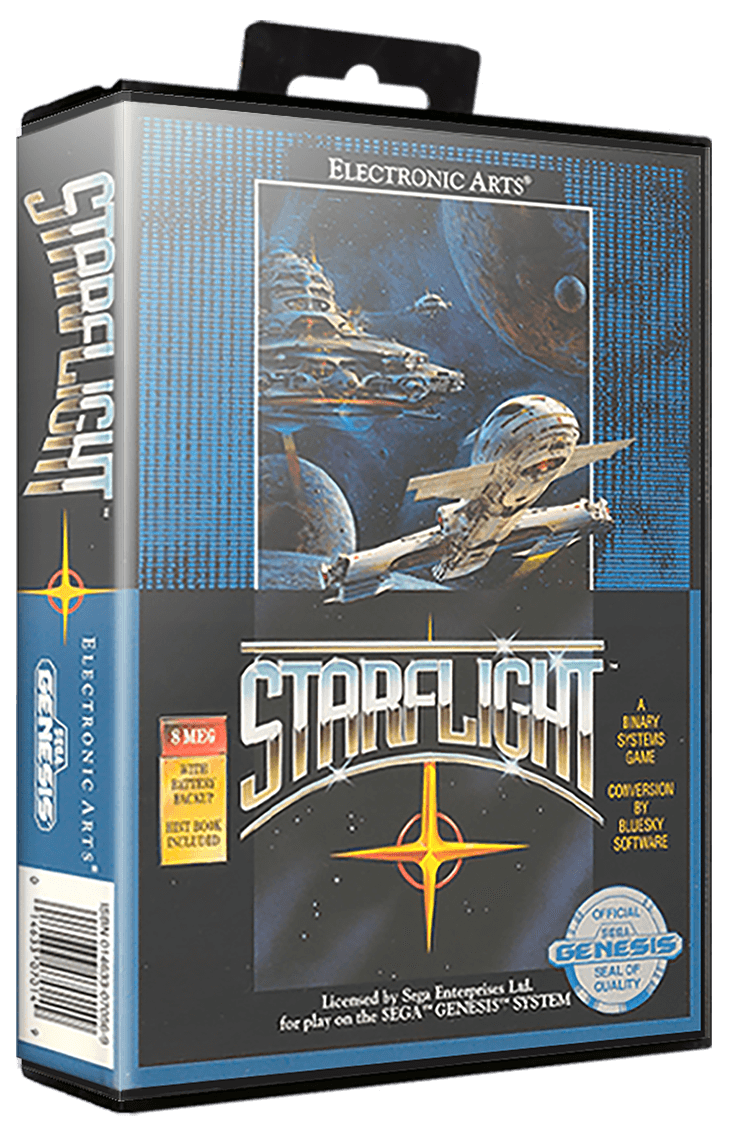 ELECTRONIC ARTS®
STARFLIGHT™
8 MEG
WITH
BATTERY
BACKUP
HINT BOOK
INCLUDED
A
BINARY
SYSTEMS
GAME
CONVERSION
BY
BLUESKY
SOFTWARE
OFFICIAL
SEGA
GENESIS
SEAL OF
QUALITY
Licensed by Sega Enterprises Ltd.
for play on the SEGA™ GENESIS™ SYSTEM
STARFLIGHT™
ELECTRONIC ARTS®
SEGA
GENESIS